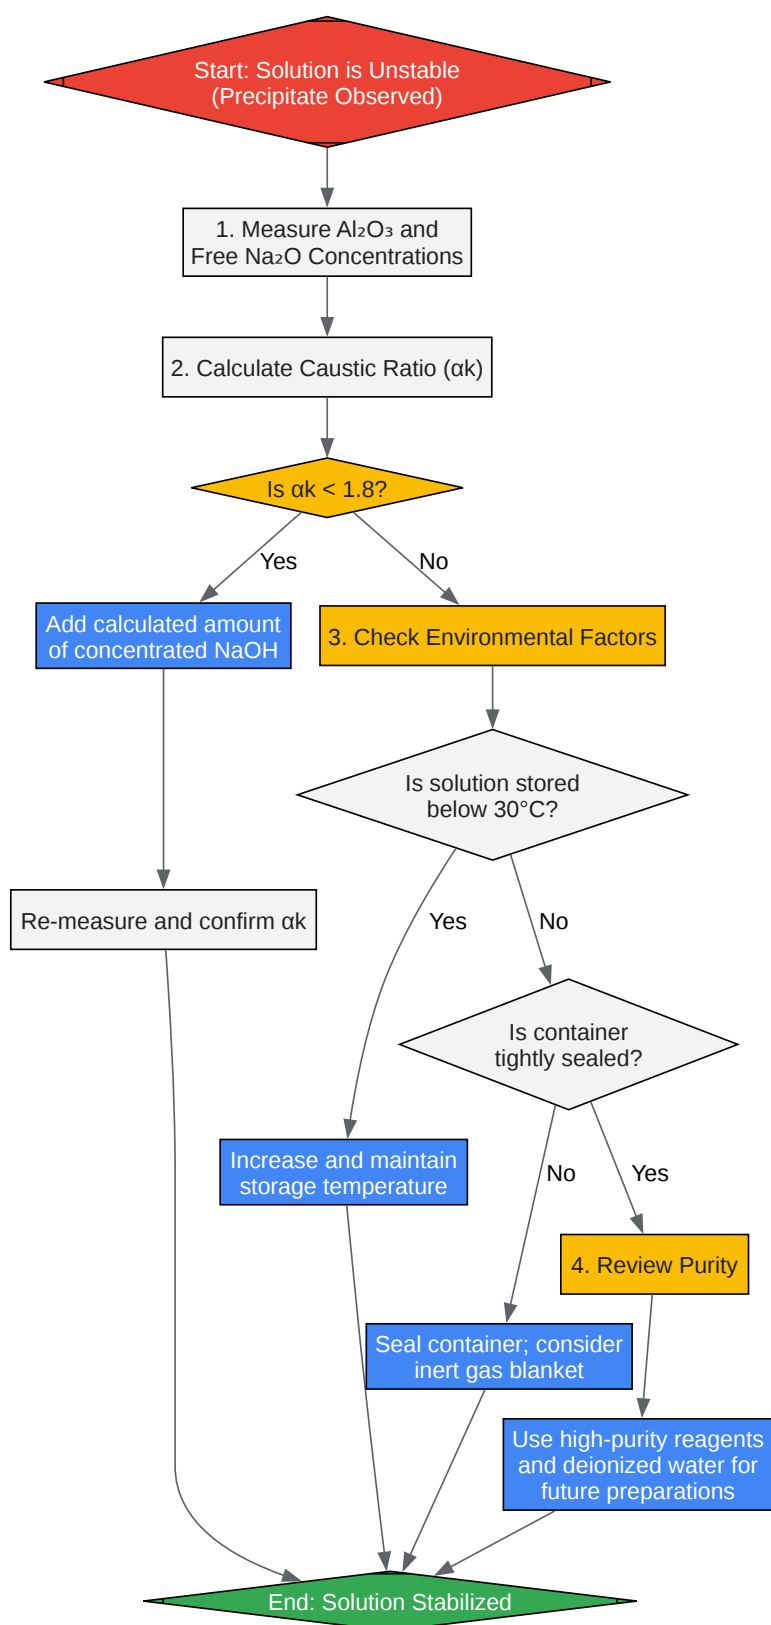 Start: Solution is Unstable
(Precipitate Observed)
1. Measure Al₂O₃ and
Free Na₂O Concentrations
2. Calculate Caustic Ratio (αk)
Is αk < 1.8?
Yes
No
Add calculated amount
of concentrated NaOH
3. Check Environmental Factors
Is solution stored
below 30°C?
Re-measure and confirm αk
Yes
No
Is container
tightly sealed?
Increase and maintain
storage temperature
No
Yes
4. Review Purity
Seal container; consider
inert gas blanket
Use high-purity reagents
and deionized water for
future preparations
End: Solution Stabilized